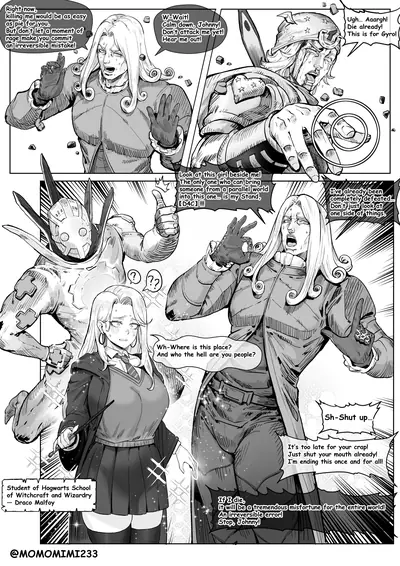 Right now,
killing me would be as easy
as pie for you.
But don't let a moment of
rage make you commit
an irreversible mistake!
W-Wait!
Calm down, Johnny!
Don't attack me yet!
Hear me out!
Ugh.. Aaargh!
Die already!
This is for Gyro!
Look at this girl beside me!
The only one who can bring
someone from a parallel world
into this one.. is my Stand,
[D4C]!!
I've already been
completely defeated..
Don't just look at
one side of things.
? ?
Wh-Where is this place?
And who the hell are you people?
Sh-Shut up..
It's too late for your crap!
Just shut your mouth already!
I'm ending this once and for all!
Student of Hogwarts School
of Witchcraft and Wizardry
— Draco Malfoy
If I die,
It will be a tremendous misfortune for the entire world!
An irreversible error!
Stop, Johnny!
@MOMOMIMI233